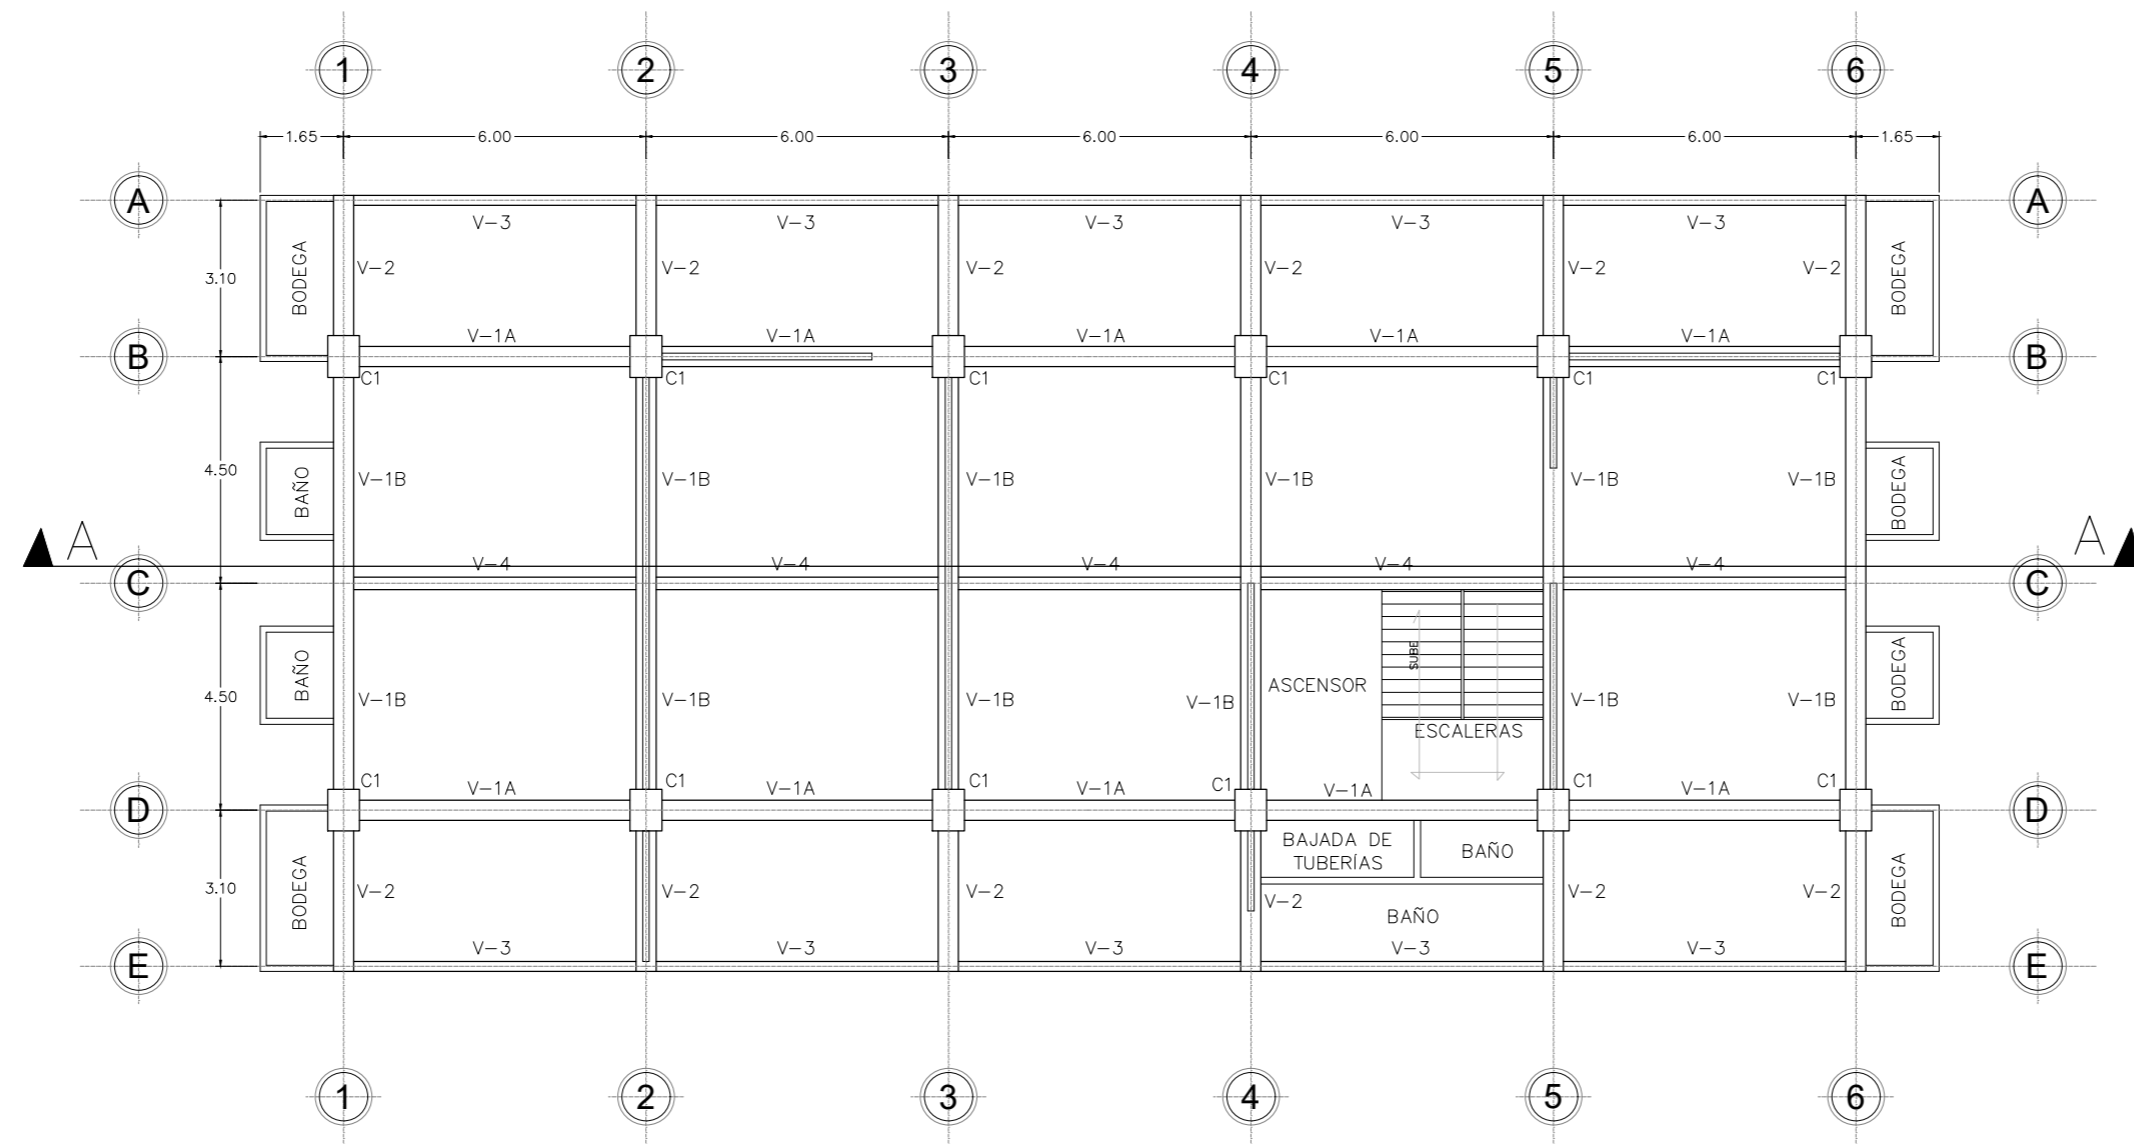 1 2 3 4 5 6
1.65 6.00 6.00 6.00 6.00 6.00 1.65
A A
V-3 V-3 V-3 V-3 V-3
BODEGA V-2 V-2 V-2 V-2 V-2 V-2 BODEGA
3.10
V-1A V-1A V-1A V-1A V-1A
B B
C1 C1 C1 C1 C1 C1
4.50
BAÑO V-1B V-1B V-1B V-1B V-1B V-1B BODEGA
A A
V-4 V-4 V-4 V-4 V-4
C C
SUBE
BAÑO ASCENSOR BODEGA
4.50 V-1B V-1B V-1B V-1B V-1B V-1B
ESCALERAS
C1 C1 C1 C1 C1 C1
V-1A V-1A V-1A V-1A V-1A
D D
BAJADA DE
TUBERÍAS BAÑO
3.10 BODEGA V-2 V-2 V-2 V-2 V-2 V-2 BODEGA
BAÑO
V-3 V-3 V-3 V-3 V-3
E E
1 2 3 4 5 6